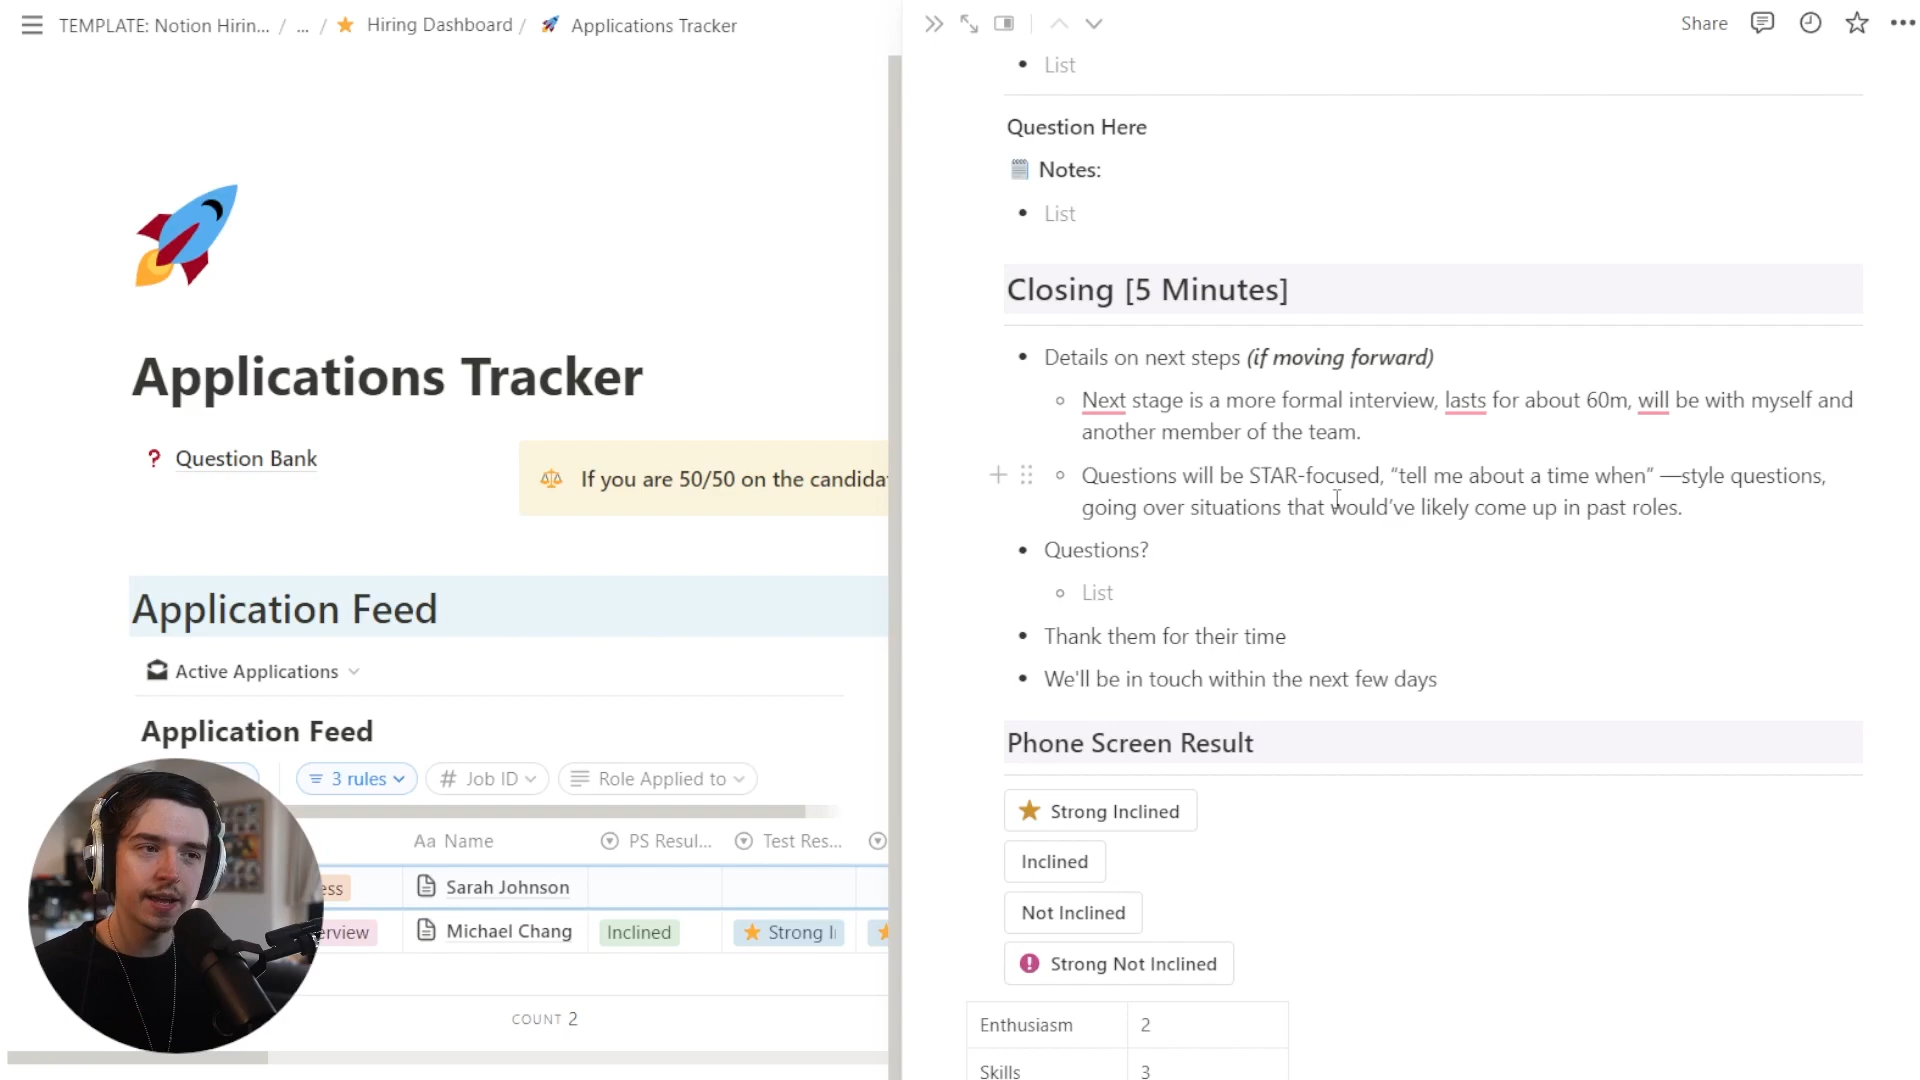 TEMPLATE: Notion Hirin... / ... / Hiring Dashboard / Applications Tracker
Applications Tracker
? Question Bank
If you are 50/50 on the candida
Application Feed
Active Applications
Application Feed
3 rules
# Job ID
Role Applied to
Aa Name
PS Resul...
Test Res...
ess
Sarah Johnson
erview
Michael Chang
Inclined
Strong I
COUNT 2
Share
• List
Question Here
Notes:
• List
Closing [5 Minutes]
• Details on next steps (if moving forward)
◦ Next stage is a more formal interview, lasts for about 60m, will be with myself and
another member of the team.
◦ Questions will be STAR-focused, “tell me about a time when” —style questions,
going over situations that would’ve likely come up in past roles.
• Questions?
◦ List
• Thank them for their time
• We'll be in touch within the next few days
Phone Screen Result
Strong Inclined
Inclined
Not Inclined
Strong Not Inclined
Enthusiasm 2
Skills 3